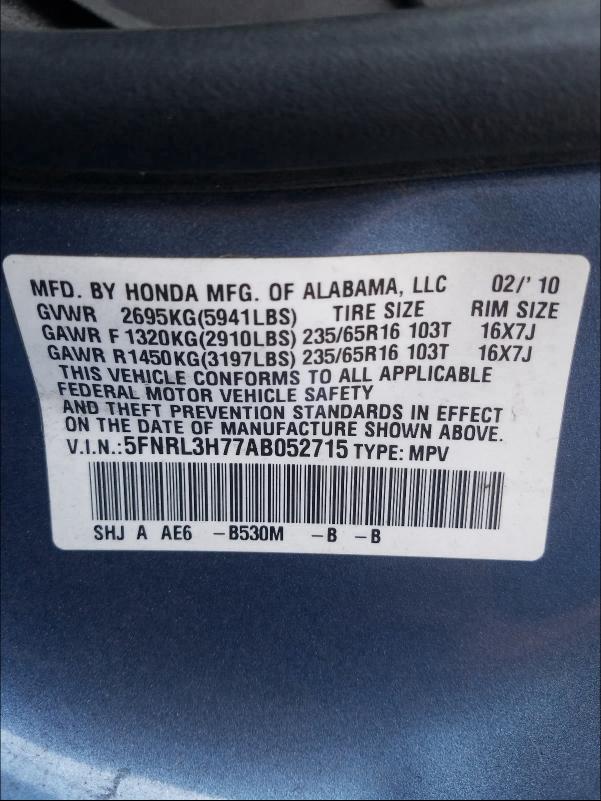 MFD. BY HONDA MFG. OF ALABAMA, LLC 02/' 10
GVWR 2695KG(5941LBS) TIRE SIZE RIM SIZE
GAWR F 1320KG(2910LBS) 235/65R16 103T 16X7J
GAWR R1450KG(3197LBS) 235/65R16 103T 16X7J
THIS VEHICLE CONFORMS TO ALL APPLICABLE
FEDERAL MOTOR VEHICLE SAFETY
AND THEFT PREVENTION STANDARDS IN EFFECT
ON THE DATE OF MANUFACTURE SHOWN ABOVE.
V.I.N.:5FNRL3H77AB052715 TYPE: MPV
SHJ A AE6 -B530M -B -B